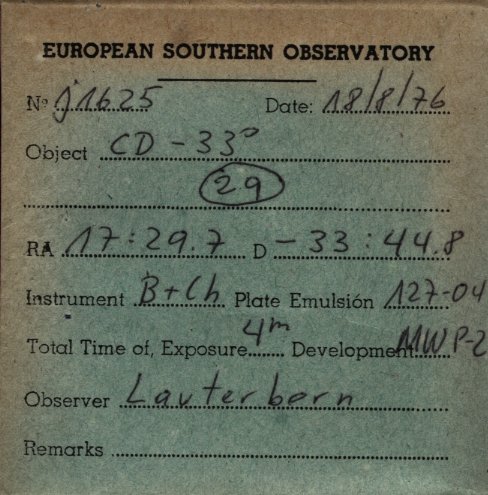 EUROPEAN SOUTHERN OBSERVATORY
Nº J1625 Date: 18/8/76
Object CD -33°
29
RA 17:29.7 D -33:44.8
Instrument B+Ch Plate Emulsión 127-04
Total Time of, Exposure 4m Development MWP-2
Observer Lauterborn
Remarks